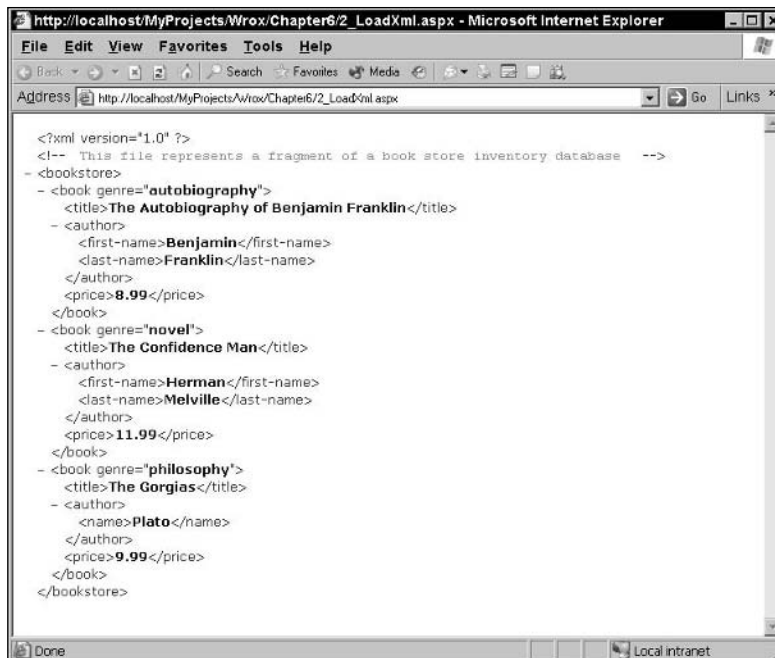 http://localhost/MyProjects/Wrox/Chapter6/2_LoadXml.aspx - Microsoft Internet Explorer
File Edit View Favorites Tools Help
Back Search Favorites Media
Address http://localhost/MyProjects/Wrox/Chapter6/2_LoadXml.aspx Go Links »
<?xml version="1.0" ?>
<!-- This file represents a fragment of a book store inventory database -->
- <bookstore>
- <book genre="autobiography">
<title>The Autobiography of Benjamin Franklin</title>
- <author>
<first-name>Benjamin</first-name>
<last-name>Franklin</last-name>
</author>
<price>8.99</price>
</book>
- <book genre="novel">
<title>The Confidence Man</title>
- <author>
<first-name>Herman</first-name>
<last-name>Melville</last-name>
</author>
<price>11.99</price>
</book>
- <book genre="philosophy">
<title>The Gorgias</title>
- <author>
<name>Plato</name>
</author>
<price>9.99</price>
</book>
</bookstore>
Done Local intranet